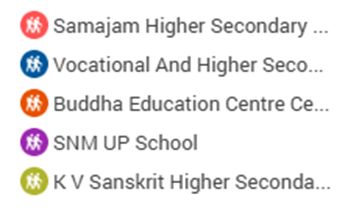 Samajam Higher Secondary ...
Vocational And Higher Seco...
Buddha Education Centre Ce...
SNM UP School
K V Sanskrit Higher Seconda...